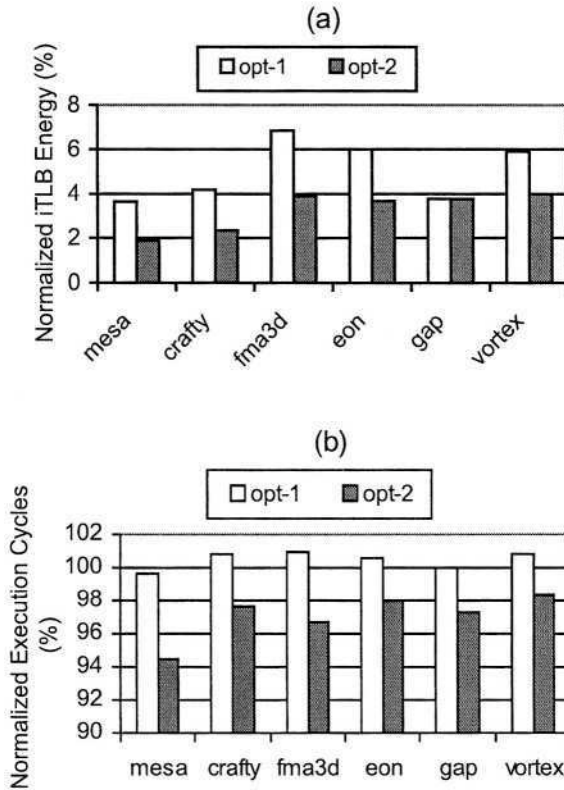 (a)
opt-1 opt-2
Normalized iTLB Energy (%)
8
6
4
2
0
mesa crafty fma3d eon gap vortex
(b)
opt-1 opt-2
Normalized Execution Cycles
(%)
102
100
98
96
94
92
90
mesa crafty fma3d eon gap vortex